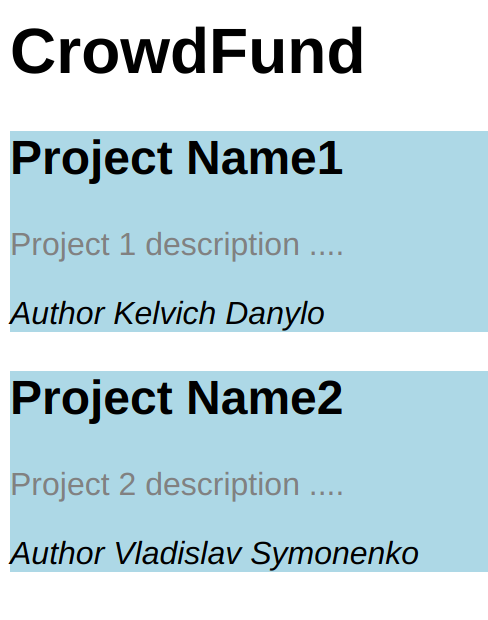 CrowdFund
Project Name1
Project 1 description ....
Author Kelvich Danylo
Project Name2
Project 2 description ....
Author Vladislav Symonenko